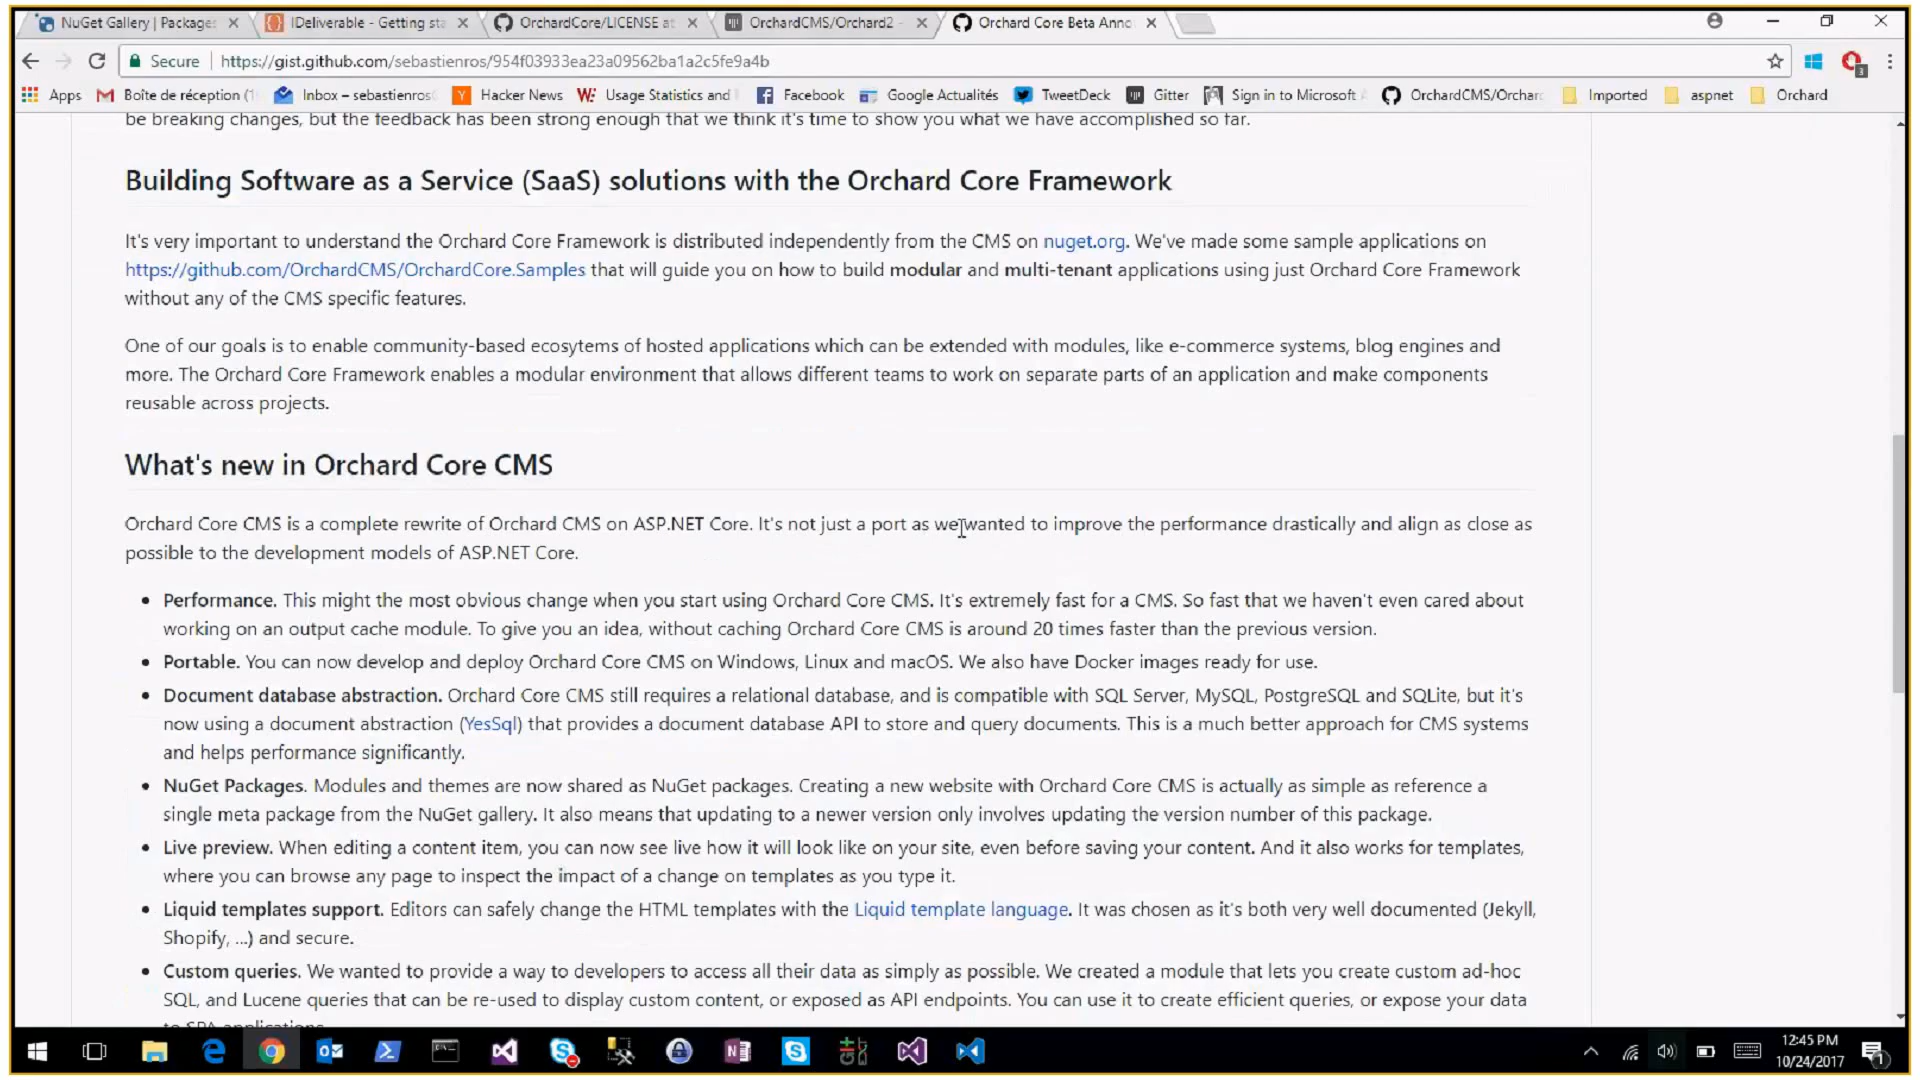 NuGet Gallery | Packages
IDeliverable - Getting sta
OrchardCore/LICENSE at
OrchardCMS/Orchard2 -
Orchard Core Beta Anno
Secure
https://gist.github.com/sebastienros/954f03933ea23a09562ba1a2c5fe9a4b
3
Apps
Boîte de réception (1
Inbox – sebastienros
Hacker News
Usage Statistics and
Facebook
Google Actualités
TweetDeck
Gitter
Sign in to Microsoft
OrchardCMS/Orchar
Imported
aspnet
Orchard
be breaking changes, but the feedback has been strong enough that we think it's time to show you what we have accomplished so far.
Building Software as a Service (SaaS) solutions with the Orchard Core Framework
It's very important to understand the Orchard Core Framework is distributed independently from the CMS on nuget.org. We've made some sample applications on
https://github.com/OrchardCMS/OrchardCore.Samples that will guide you on how to build modular and multi-tenant applications using just Orchard Core Framework
without any of the CMS specific features.
One of our goals is to enable community-based ecosytems of hosted applications which can be extended with modules, like e-commerce systems, blog engines and
more. The Orchard Core Framework enables a modular environment that allows different teams to work on separate parts of an application and make components
reusable across projects.
What's new in Orchard Core CMS
Orchard Core CMS is a complete rewrite of Orchard CMS on ASP.NET Core. It's not just a port as we wanted to improve the performance drastically and align as close as
possible to the development models of ASP.NET Core.
• Performance. This might the most obvious change when you start using Orchard Core CMS. It's extremely fast for a CMS. So fast that we haven't even cared about
working on an output cache module. To give you an idea, without caching Orchard Core CMS is around 20 times faster than the previous version.
• Portable. You can now develop and deploy Orchard Core CMS on Windows, Linux and macOS. We also have Docker images ready for use.
• Document database abstraction. Orchard Core CMS still requires a relational database, and is compatible with SQL Server, MySQL, PostgreSQL and SQLite, but it's
now using a document abstraction (YesSql) that provides a document database API to store and query documents. This is a much better approach for CMS systems
and helps performance significantly.
• NuGet Packages. Modules and themes are now shared as NuGet packages. Creating a new website with Orchard Core CMS is actually as simple as reference a
single meta package from the NuGet gallery. It also means that updating to a newer version only involves updating the version number of this package.
• Live preview. When editing a content item, you can now see live how it will look like on your site, even before saving your content. And it also works for templates,
where you can browse any page to inspect the impact of a change on templates as you type it.
• Liquid templates support. Editors can safely change the HTML templates with the Liquid template language. It was chosen as it's both very well documented (Jekyll,
Shopify, ...) and secure.
• Custom queries. We wanted to provide a way to developers to access all their data as simply as possible. We created a module that lets you create custom ad-hoc
SQL, and Lucene queries that can be re-used to display custom content, or exposed as API endpoints. You can use it to create efficient queries, or expose your data
to SPA applications.
12:45 PM
10/24/2017
1